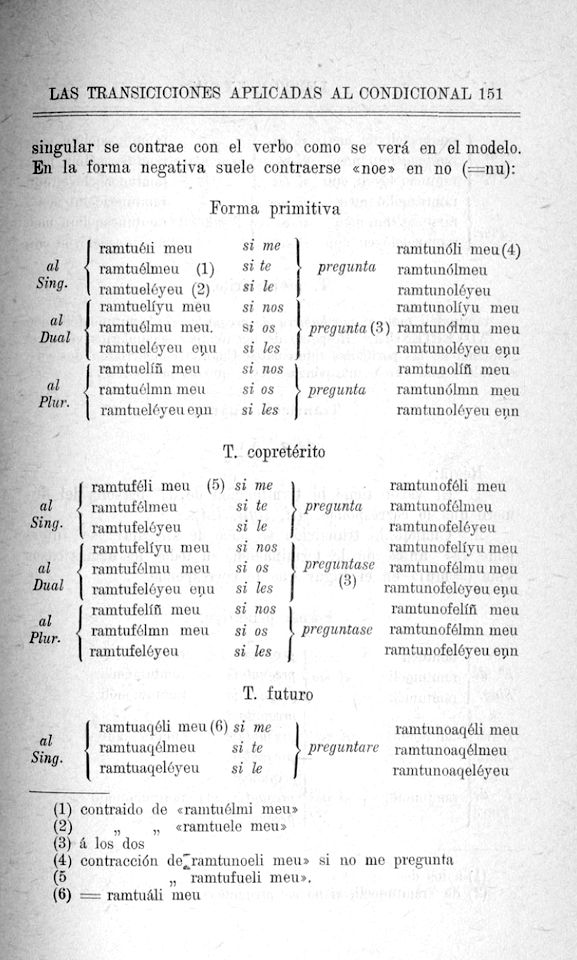 LAS TRANSICICIONES APLICADAS AL CONDICIONAL 151
singular se contrae con el verbo como se verá en el modelo.
En la forma negativa suele contraerse «noe» en no (=nu):
Forma primitiva
al Sing.
ramtuéli meu si me pregunta ramtunóli meu (4)
ramtuélmeu (1) si te ramtunólmeu
ramtueléyeu (2) si le ramtunoléyeu
al Dual
ramtuelíyu meu si nos ramtunolíyu meu
ramtuélmu meu. si os pregunta (3) ramtunólmu meu
ramtueléyeu eṇu si les ramtunoléyeu eṇu
al Plur.
ramtuelíñ meu si nos ramtunolíñ meu
ramtuélmn meu si os pregunta ramtunólmn meu
ramtueléyeu eṇn si les ramtunoléyeu eṇn
T. copretérito
al Sing.
ramtuféli meu (5) si me ramtunoféli meu
ramtufélmeu si te pregunta ramtunofélmeu
ramtufeléyeu si le ramtunofeléyeu
al Dual
ramtufelíyu meu si nos ramtunofelíyu meu
ramtufélmu meu si os preguntase (3) ramtunofélmu meu
ramtufeléyeu eṇu si les ramtunofeleyeu eṇu
al Plur.
ramtufelíñ meu si nos ramtunofelíñ meu
ramtufélmn meu si os preguntase ramtunofélmn meu
ramtufeléyeu si les ramtunofeléyeu eṇn
T. futuro
al Sing.
ramtuaqéli meu (6) si me ramtunoaqéli meu
ramtuaqélmeu si te preguntare ramtunoaqélmeu
ramtuaqeléyeu si le ramtunoaqeléyeu
(1) contraido de «ramtuélmi meu»
(2) „ „ «ramtuele meu»
(3) á los dos
(4) contracción de ramtunoeli meu» si no me pregunta
(5 „ ramtufueli meu».
(6) = ramtuáli meu